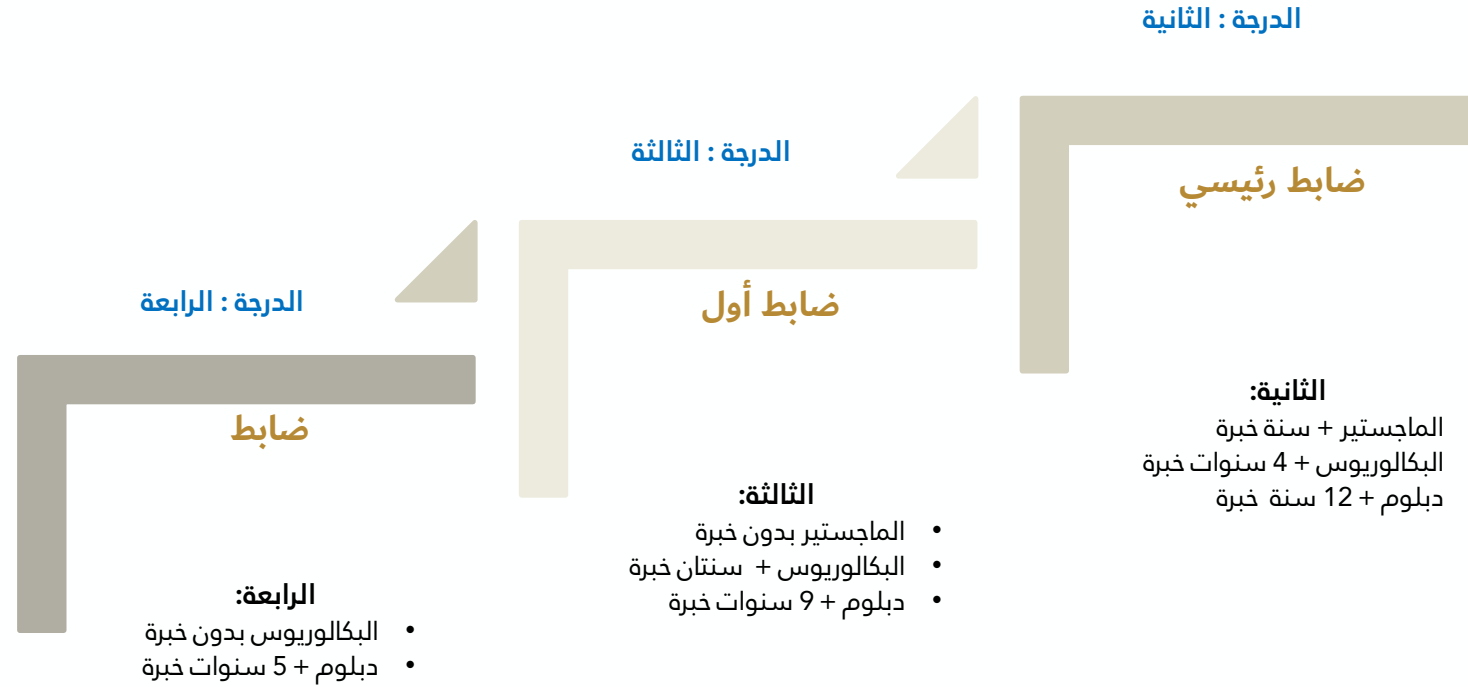 الدرجة : الثانية
ضابط رئيسي
الثانية:
الماجستير + سنة خبرة
البكالوريوس + 4 سنوات خبرة
دبلوم + 12 سنة خبرة
الدرجة : الثالثة
ضابط أول
الثالثة:
• الماجستير بدون خبرة
• البكالوريوس + سنتان خبرة
• دبلوم + 9 سنوات خبرة
الدرجة : الرابعة
ضابط
الرابعة:
• البكالوريوس بدون خبرة
• دبلوم + 5 سنوات خبرة